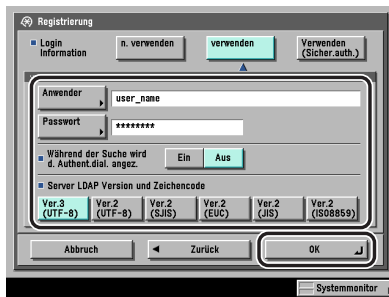 Registrierung
Login
Information
n. verwenden
verwenden
Verwenden
(Sicher.auth.)
Anwender
user_name
Passwort
********
Während der Suche wird
d. Authent.dial. angez.
Ein
Aus
Server LDAP Version und Zeichencode
Ver.3
(UTF-8)
Ver.2
(UTF-8)
Ver.2
(SJIS)
Ver.2
(EUC)
Ver.2
(JIS)
Ver.2
(ISO8859)
Abbruch
Zurück
OK
Systemmonitor